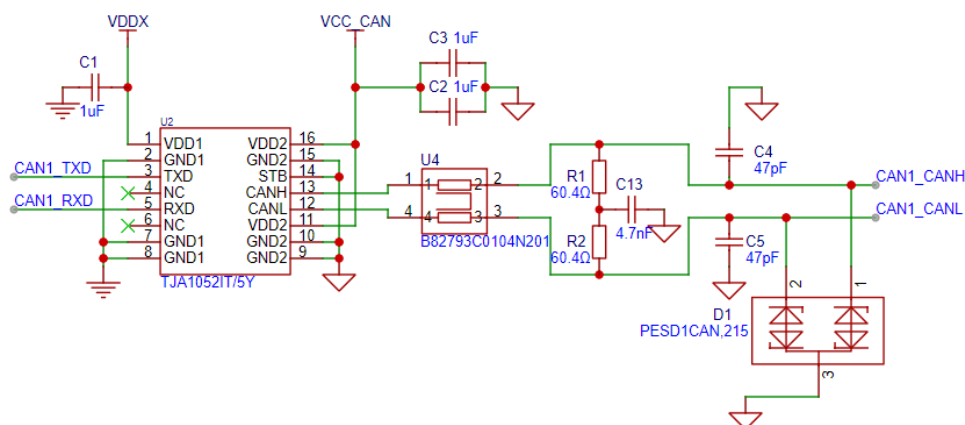 VDDX
VCC_CAN
C1
1uF
C3 1uF
C2 1uF
U2
1 VDD1 VDD2 16
2 GND1 GND2 15
CAN1_TXD 3 TXD STB 14
4 NC CANH 13
CAN1_RXD 5 RXD CANL 12
6 NC VDD2 11
7 GND1 GND2 10
8 GND1 GND2 9
TJA1052IT/5Y
U4
1 1 2 2
4 4 3 3
B82793C0104N201
R1
60.4Ω
C13
4.7nF
R2
60.4Ω
C4
47pF
C5
47pF
CAN1_CANH
CAN1_CANL
2
1
D1
PESD1CAN,215
3